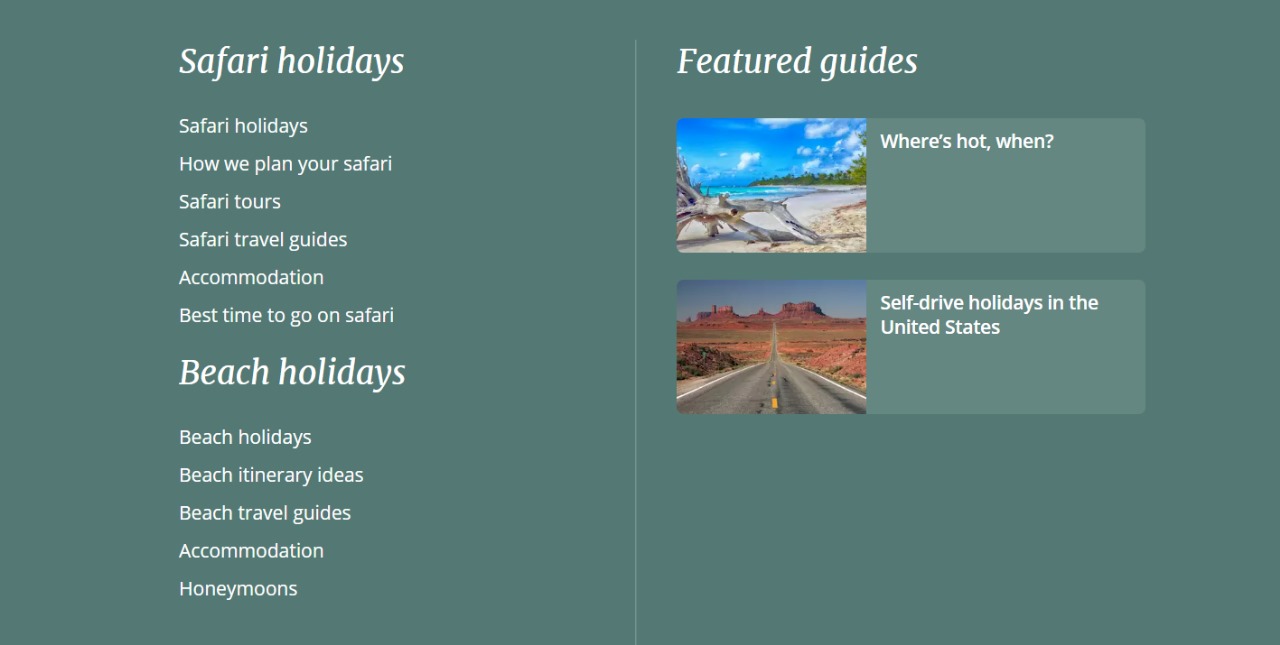 Safari holidays
Safari holidays
How we plan your safari
Safari tours
Safari travel guides
Accommodation
Best time to go on safari
Beach holidays
Beach holidays
Beach itinerary ideas
Beach travel guides
Accommodation
Honeymoons
Featured guides
Where’s hot, when?
Self-drive holidays in the
United States